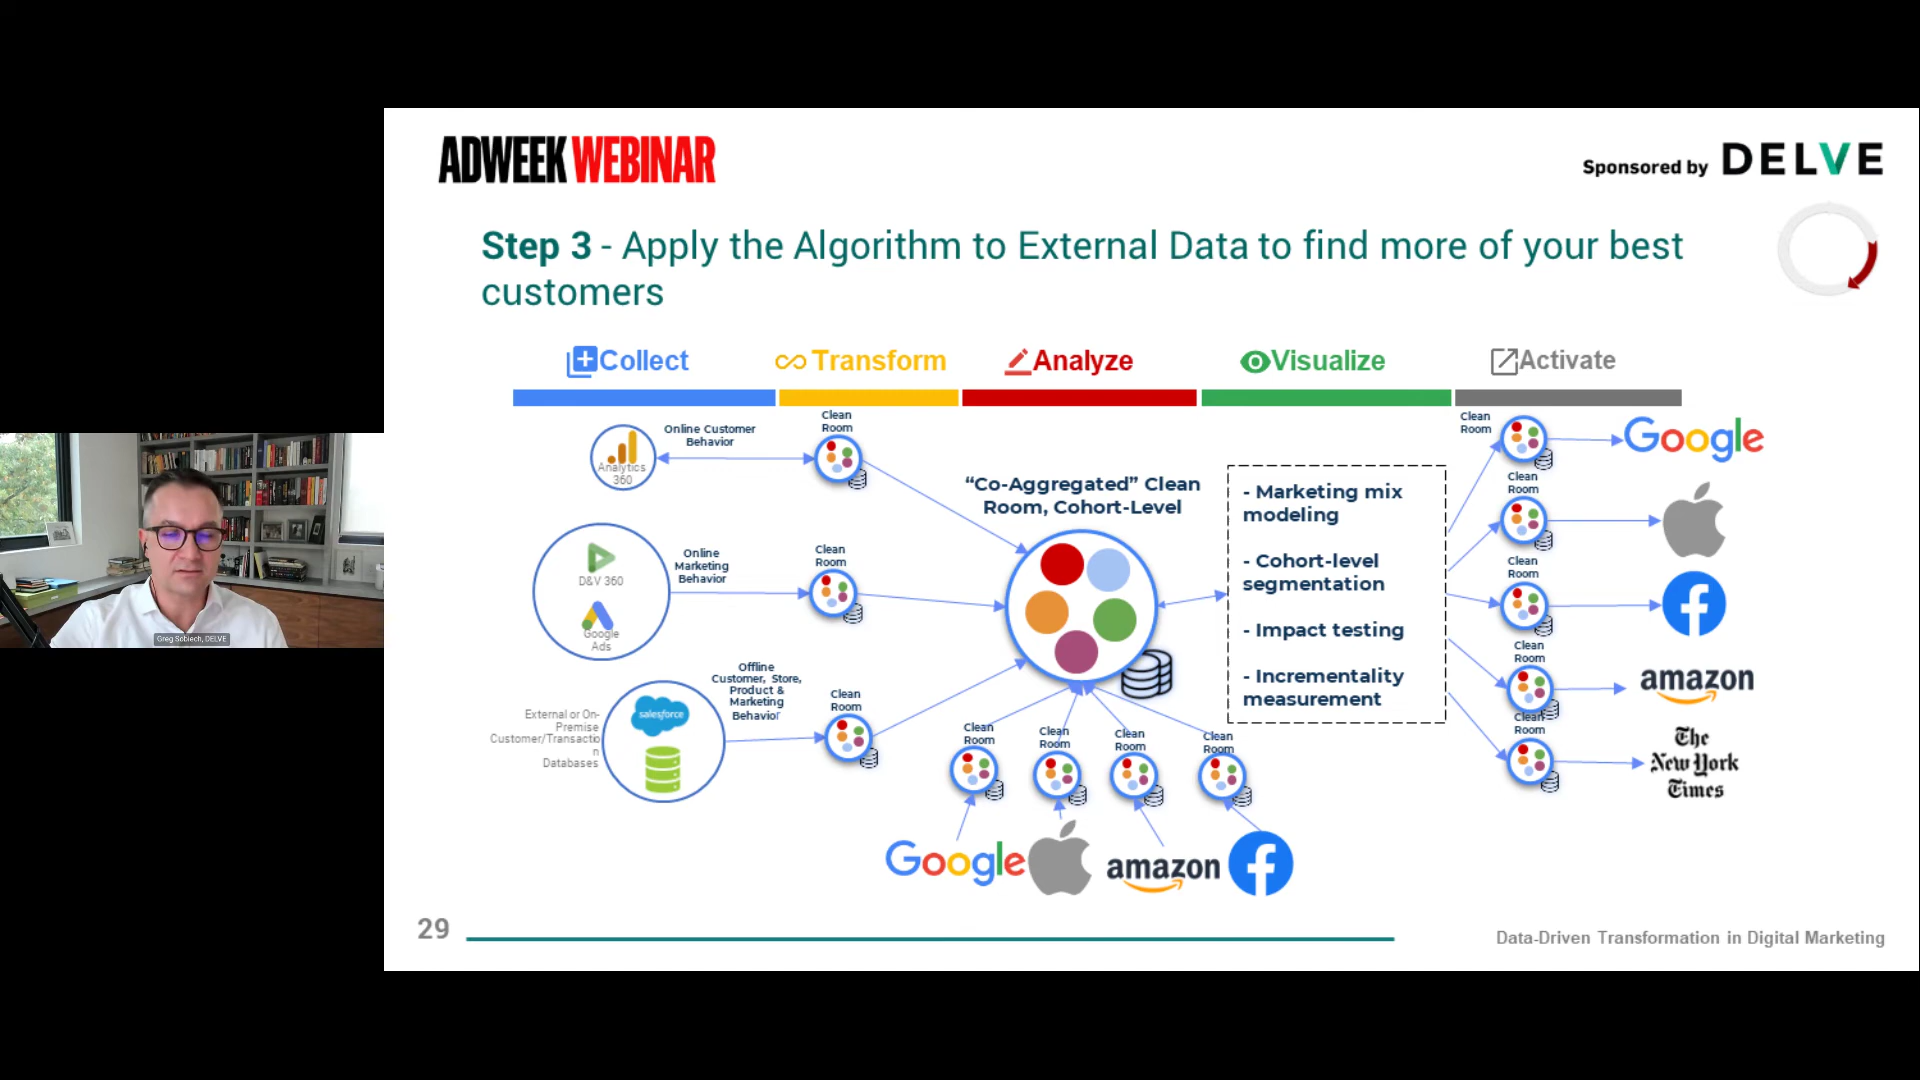 ADWEEK WEBINAR
Sponsored by DELVE
Step 3 - Apply the Algorithm to External Data to find more of your best
customers
Collect
Transform
Analyze
Visualize
Activate
Analytics
360
Online Customer
Behavior
Clean
Room
D&V 360
Google
Ads
Online
Marketing
Behavior
Clean
Room
External or On-
Premise
Customer/Transactio
n
Databases
salesforce
Offline
Customer, Store,
Product &
Marketing
Behavior
Clean
Room
“Co-Aggregated” Clean
Room, Cohort-Level
Clean
Room
Clean
Room
Clean
Room
Clean
Room
Google
amazon
- Marketing mix
modeling
- Cohort-level
segmentation
- Impact testing
- Incrementality
measurement
Clean
Room
Google
Clean
Room
Clean
Room
Clean
Room
amazon
Clean
Room
The
New York
Times
Greg Sobiech, DELVE
29
Data-Driven Transformation in Digital Marketing